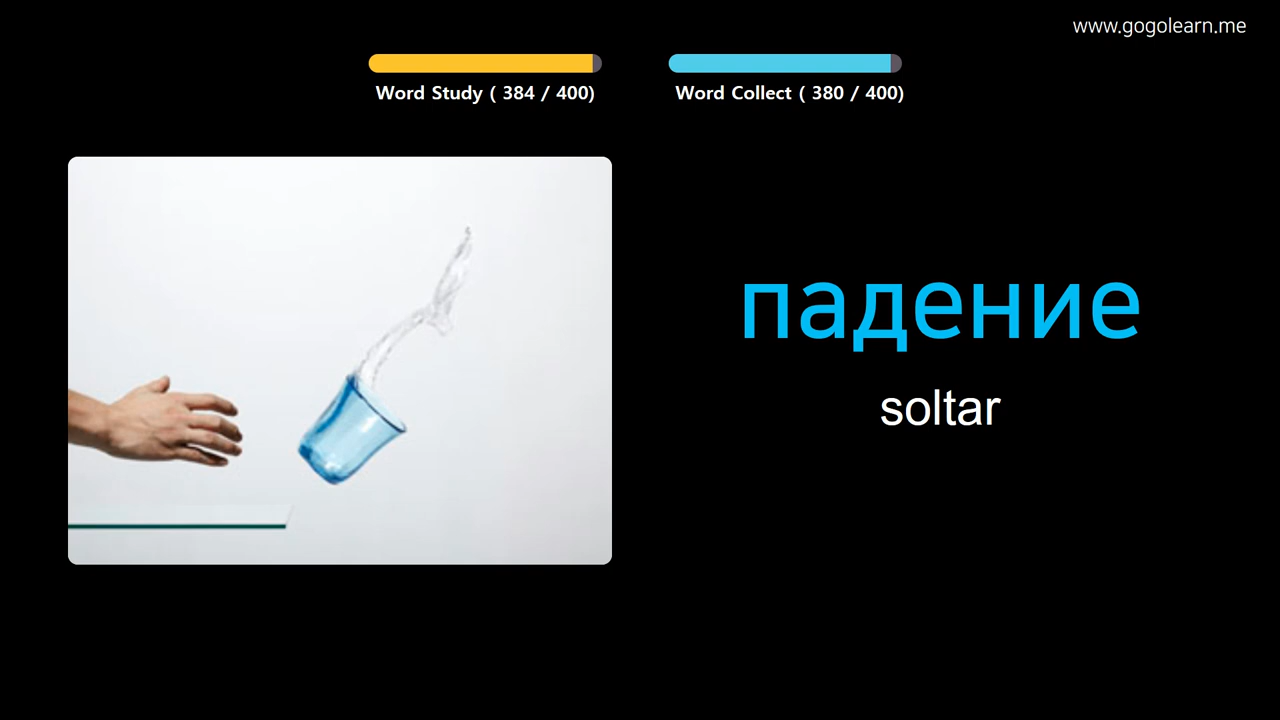 www.gogolearn.me
Word Study ( 384 / 400)
Word Collect ( 380 / 400)
падение
soltar